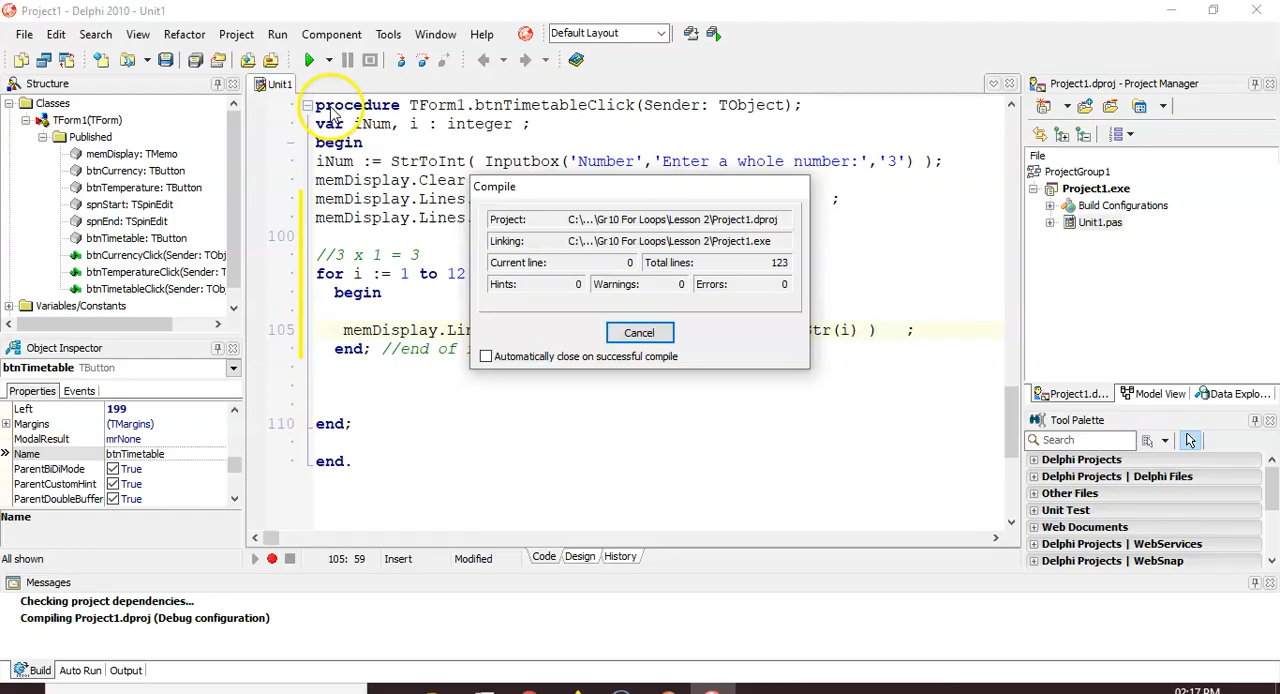 Project1 - Delphi 2010 - Unit1
File Edit Search View Refactor Project Run Component Tools Window Help Default Layout
Structure
Unit1
Project1.dproj - Project Manager
Classes
TForm1(TForm)
Published
memDisplay: TMemo
btnCurrency: TButton
btnTemperature: TButton
spnStart: TSpinEdit
spnEnd: TSpinEdit
btnTimetable: TButton
btnCurrencyClick(Sender: TObj
btnTemperatureClick(Sender: T
btnTimetableClick(Sender: TOb
Variables/Constants
procedure TForm1.btnTimetableClick(Sender: TObject);
var iNum, i : integer ;
begin
iNum := StrToInt( Inputbox('Number','Enter a whole number:','3') );
memDisplay.Clear
memDisplay.Lines. ;
memDisplay.Lines.
100
//3 x 1 = 3
for i := 1 to 12
begin
105 memDisplay.Lin Str(i) ) ;
end; //end of
110 end;
end.
Compile
Project: C:\...\Gr10 For Loops\Lesson 2\Project1.dproj
Linking: C:\...\Gr10 For Loops\Lesson 2\Project1.exe
Current line: 0 Total lines: 123
Hints: 0 Warnings: 0 Errors: 0
Cancel
Automatically close on successful compile
File
ProjectGroup1
Project1.exe
Build Configurations
Unit1.pas
Project1.d... Model View Data Explo...
Object Inspector
btnTimetable TButton
Properties Events
Left 199
Margins (TMargins)
ModalResult mrNone
Name btnTimetable
ParentBiDiMode True
ParentCustomHint True
ParentDoubleBuffer True
Name
All shown
105: 59 Insert Modified Code Design History
Tool Palette
Search
Delphi Projects
Delphi Projects | Delphi Files
Other Files
Unit Test
Web Documents
Delphi Projects | WebServices
Delphi Projects | WebSnap
Messages
Checking project dependencies...
Compiling Project1.dproj (Debug configuration)
Build Auto Run Output
02:17 PM